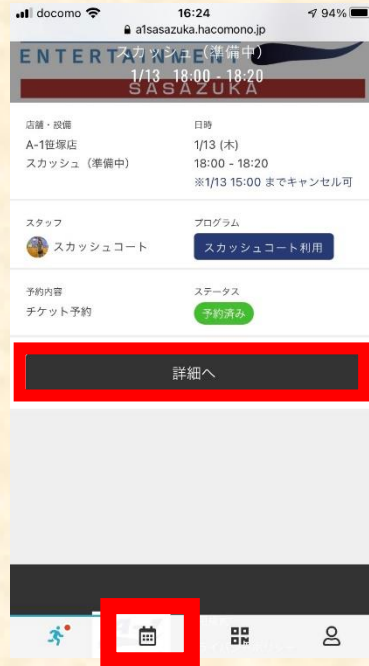 docomo 16:24 94%
a1sasazuka.hacomono.jp
ENTERTAINMENT
スカッシュ（準備中）
1/13 18:00 - 18:20
SASAZUKA
店舗・設備 日時
A-1笹塚店 1/13 (木)
スカッシュ（準備中） 18:00 - 18:20
※1/13 15:00 までキャンセル可
スタッフ プログラム
スカッシュコート スカッシュコート利用
予約内容 ステータス
チケット予約 予約済み
詳細へ